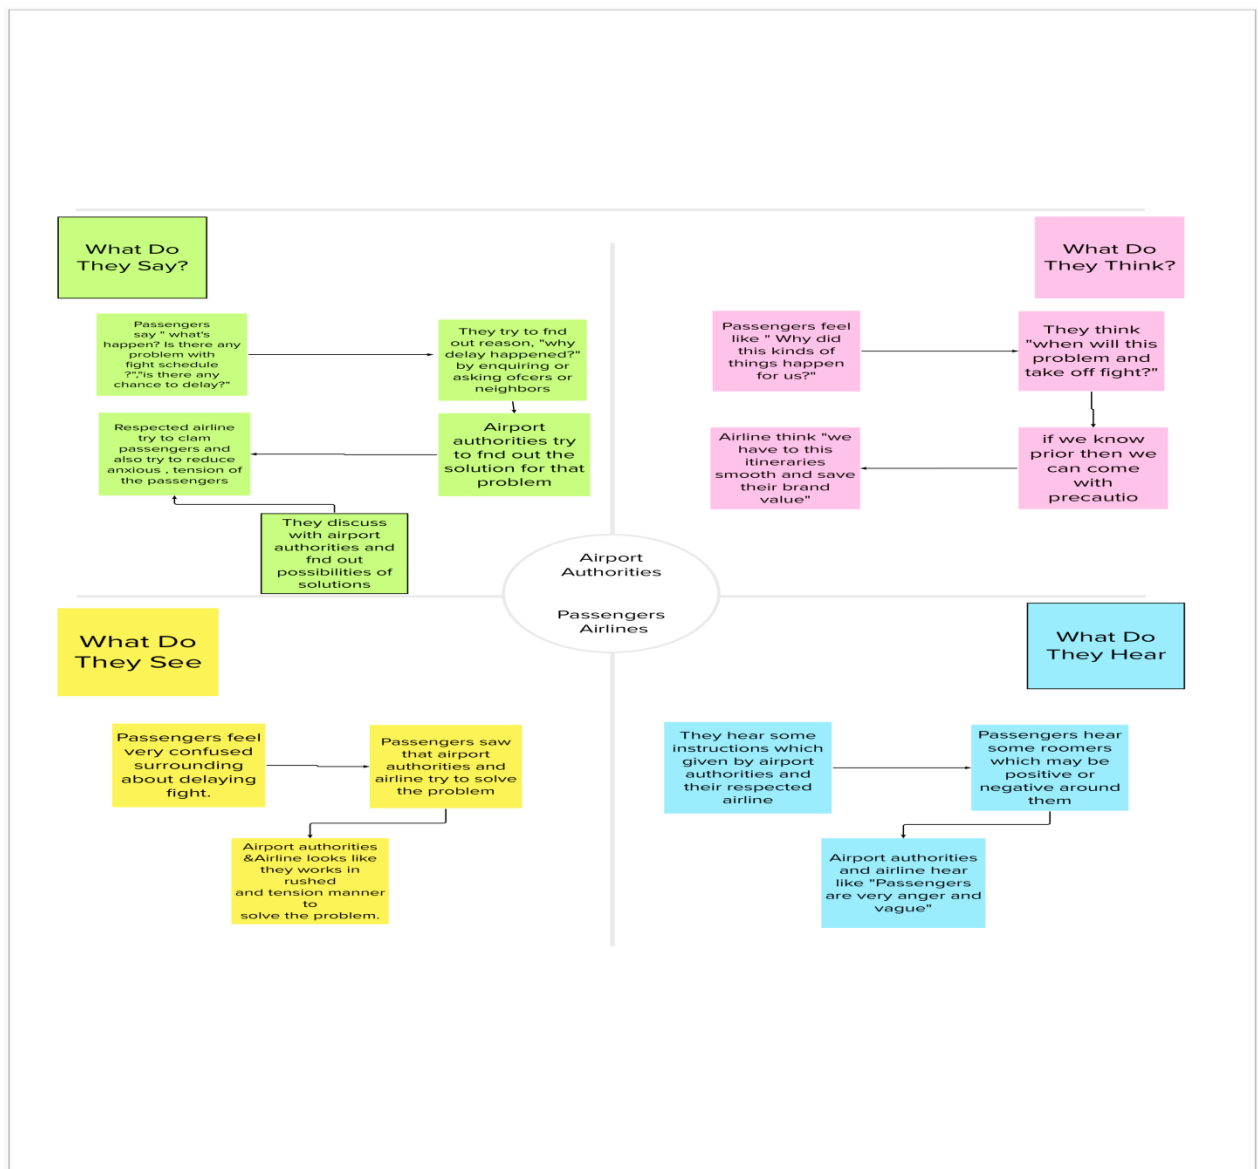 What Do
They Say?
Passengers
say " what's
happen? Is there any
problem with
fight schedule
?","is there any
chance to delay?"
They try to fnd
out reason, "why
delay happened?"
by enquiring or
asking ofcers or
neighbors
Airport
authorities try
to fnd out the
solution for that
problem
Respected airline
try to clam
passengers and
also try to reduce
anxious , tension of
the passengers
They discuss
with airport
authorities and
fnd out
possibilities of
solutions
What Do
They Think?
Passengers feel
like " Why did
this kinds of
things happen
for us?"
They think
"when will this
problem and
take off fight?"
if we know
prior then we
can come
with
precautio
Airline think "we
have to this
itineraries
smooth and save
their brand
value"
Airport
Authorities
Passengers
Airlines
What Do
They See
Passengers feel
very confused
surrounding
about delaying
fight.
Passengers saw
that airport
authorities and
airline try to solve
the problem
Airport authorities
&Airline looks like
they works in
rushed
and tension manner
to
solve the problem.
What Do
They Hear
They hear some
instructions which
given by airport
authorities and
their respected
airline
Passengers hear
some roomers
which may be
positive or
negative around
them
Airport authorities
and airline hear
like "Passengers
are very anger and
vague"